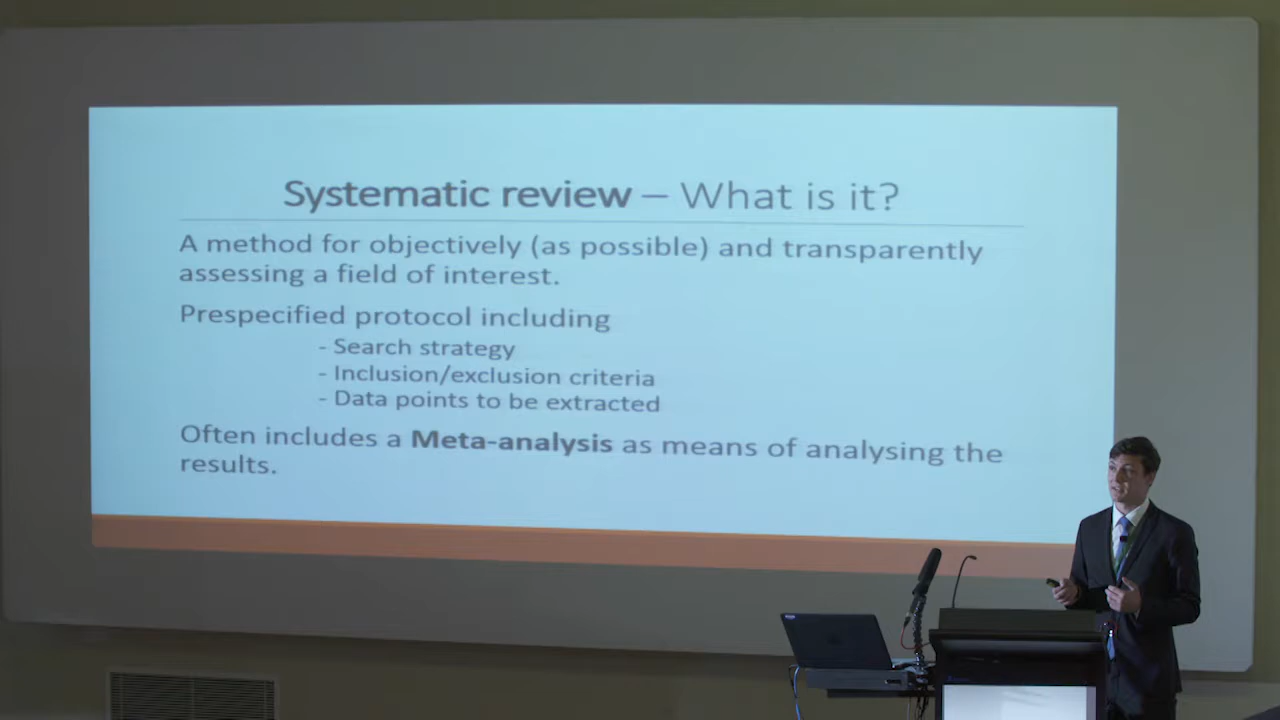 Systematic review – What is it?
A method for objectively (as possible) and transparently
assessing a field of interest.
Prespecified protocol including
- Search strategy
- Inclusion/exclusion criteria
- Data points to be extracted
Often includes a Meta-analysis as means of analysing the
results.